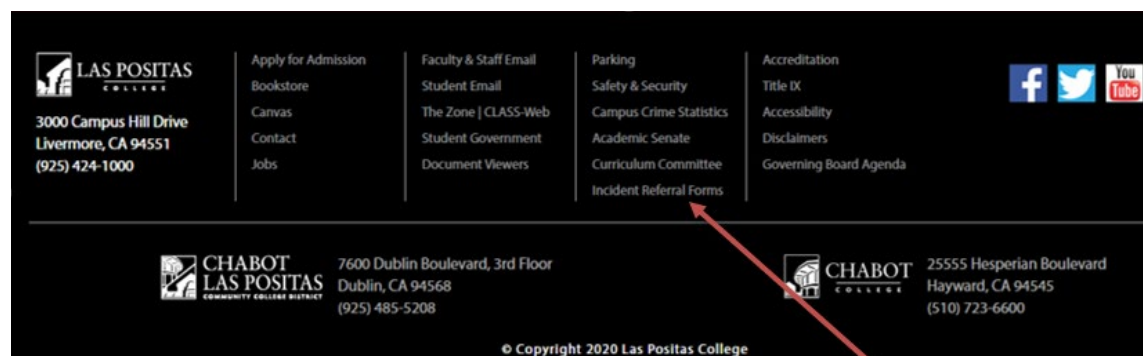 LAS POSITAS
COLLEGE
3000 Campus Hill Drive
Livermore, CA 94551
(925) 424-1000
Apply for Admission
Bookstore
Canvas
Contact
Jobs
Faculty & Staff Email
Student Email
The Zone | CLASS-Web
Student Government
Document Viewers
Parking
Safety & Security
Campus Crime Statistics
Academic Senate
Curriculum Committee
Incident Referral Forms
Accreditation
Title IX
Accessibility
Disclaimers
Governing Board Agenda
f
You
Tube
CHABOT
LAS POSITAS
COMMUNITY COLLEGE DISTRICT
7600 Dublin Boulevard, 3rd Floor
Dublin, CA 94568
(925) 485-5208
CHABOT
COLLEGE
25555 Hesperian Boulevard
Hayward, CA 94545
(510) 723-6600
© Copyright 2020 Las Positas College